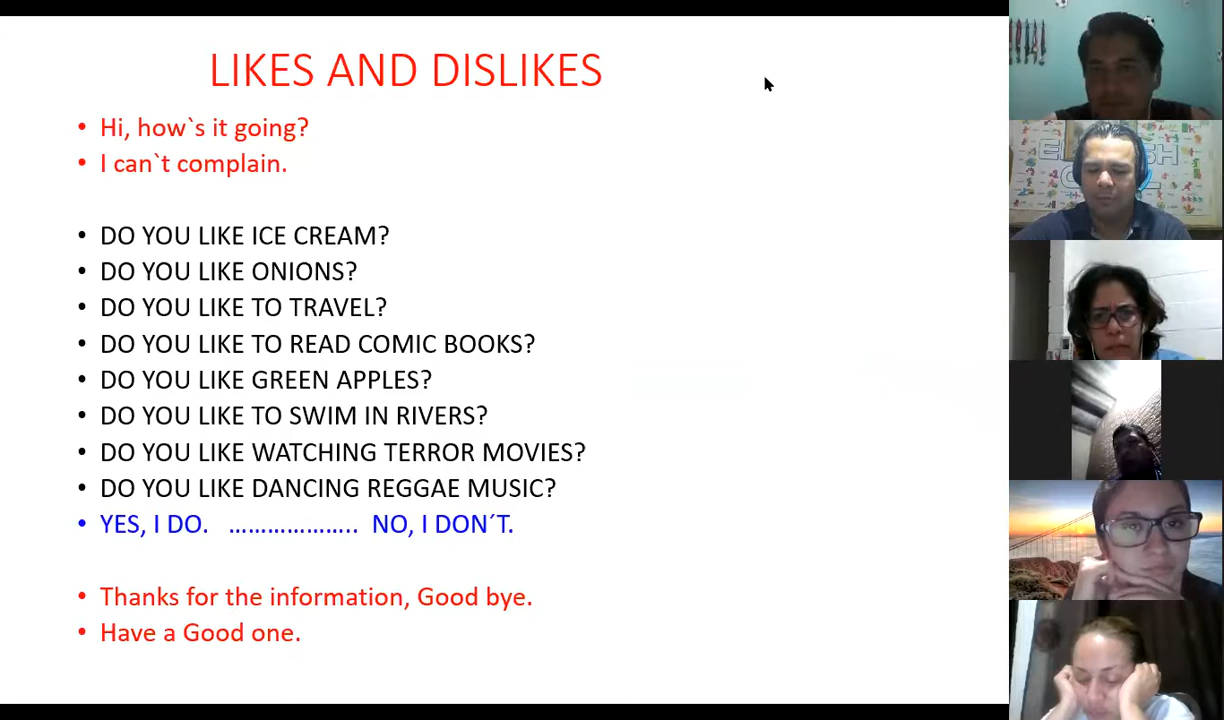 LIKES AND DISLIKES
• Hi, how`s it going?
• I can`t complain.
• DO YOU LIKE ICE CREAM?
• DO YOU LIKE ONIONS?
• DO YOU LIKE TO TRAVEL?
• DO YOU LIKE TO READ COMIC BOOKS?
• DO YOU LIKE GREEN APPLES?
• DO YOU LIKE TO SWIM IN RIVERS?
• DO YOU LIKE WATCHING TERROR MOVIES?
• DO YOU LIKE DANCING REGGAE MUSIC?
• YES, I DO. ……………….. NO, I DON´T.
• Thanks for the information, Good bye.
• Have a Good one.